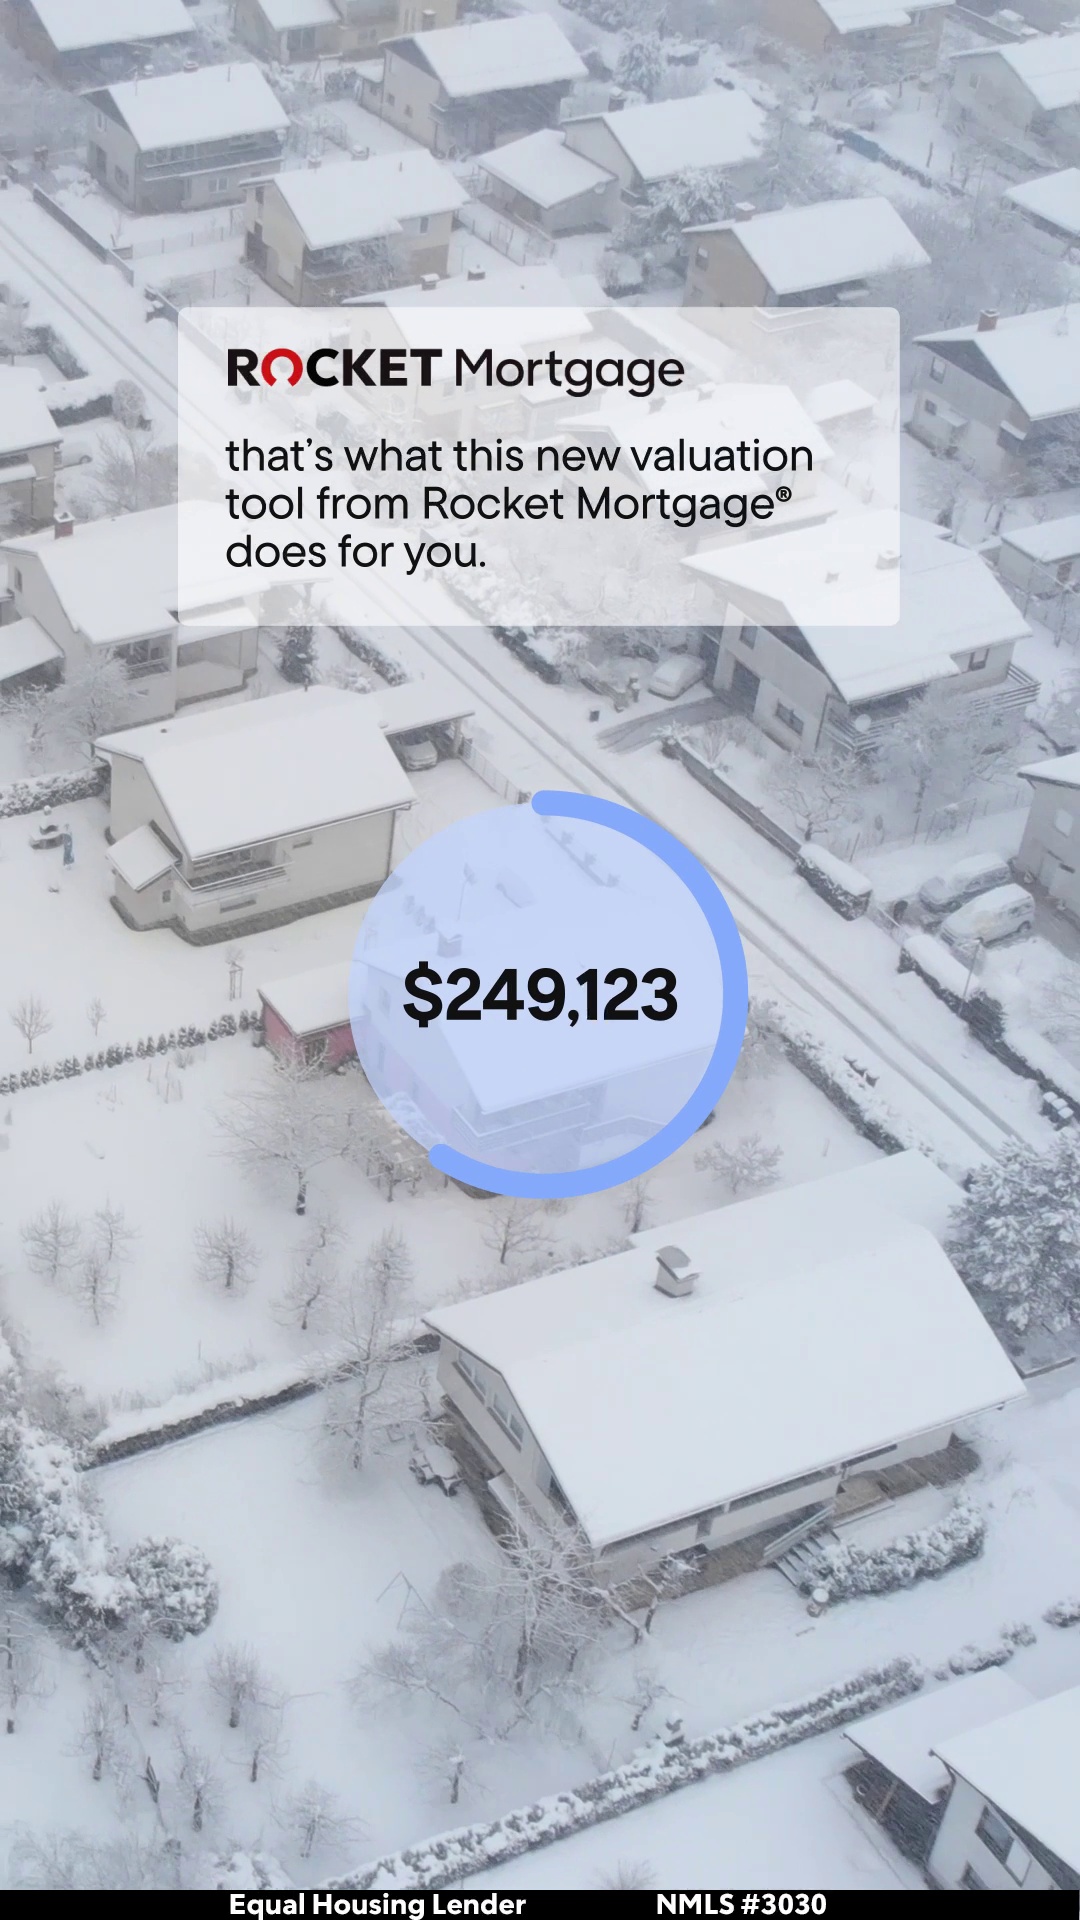 ROCKET Mortgage
that’s what this new valuation
tool from Rocket Mortgage®
does for you.
$249,123
Equal Housing Lender NMLS #3030